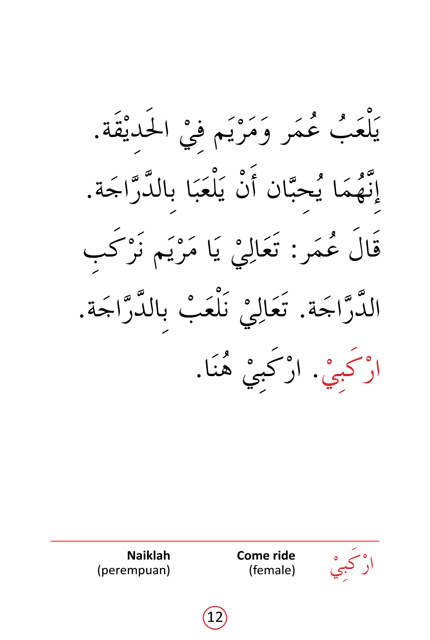 يَلْعَبُ عُمَر وَمَرْيَم فِيْ الحَدِيْقَة.
إِنَّهُمَا يُحِبَّان أَنْ يَلْعَبَا بِالدَّرَّاجَة.
قَالَ عُمَر: تَعَالِيْ يَا مَرْيَم نَرْكَبِ
الدَّرَّاجَة. تَعَالِيْ نَلْعَبْ بِالدَّرَّاجَة.
ارْكَبِيْ. ارْكَبِيْ هُنَا.
ارْكَبِيْ Come ride Naiklah
(female) (perempuan)
12